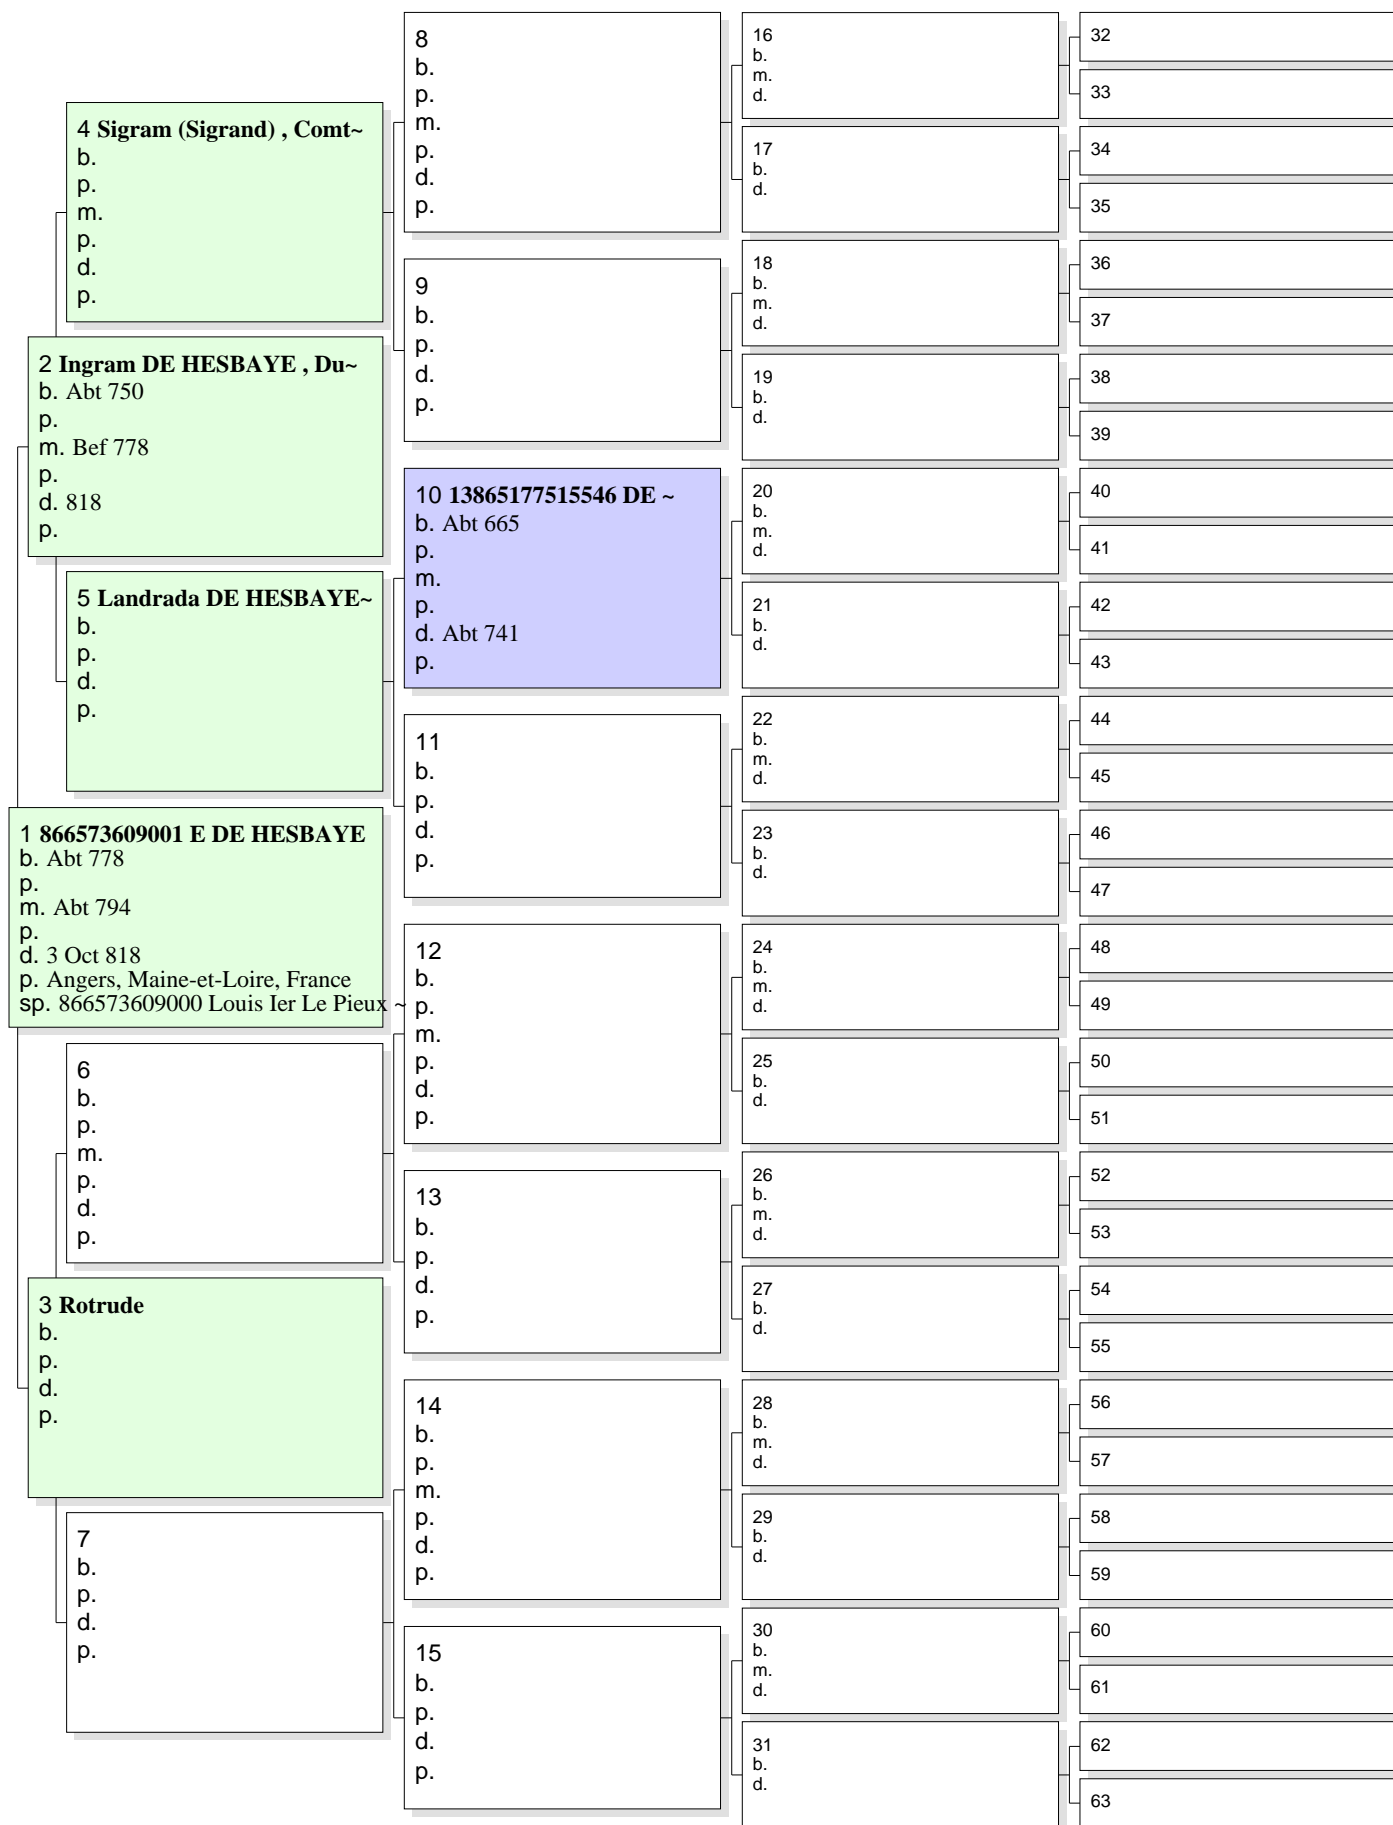 8
b.
p.
m.
p.
d.
p.
16
b.
m.
d.
32
33
4 Sigram (Sigrand) , Comt~
b.
p.
m.
p.
d.
p.
17
b.
d.
34
35
9
b.
p.
d.
p.
18
b.
m.
d.
36
37
2 Ingram DE HESBAYE , Du~
b. Abt 750
p.
m. Bef 778
p.
d. 818
p.
19
b.
d.
38
39
10 13865177515546 DE ~
b. Abt 665
p.
m.
p.
d. Abt 741
p.
20
b.
m.
d.
40
41
5 Landrada DE HESBAYE~
b.
p.
d.
p.
21
b.
d.
42
43
11
b.
p.
d.
p.
22
b.
m.
d.
44
45
1 866573609001 E DE HESBAYE
b. Abt 778
p.
m. Abt 794
p.
d. 3 Oct 818
p. Angers, Maine-et-Loire, France
sp. 866573609000 Louis Ier Le Pieux ~
23
b.
d.
46
47
12
b.
p.
m.
p.
d.
p.
24
b.
m.
d.
48
49
6
b.
p.
m.
p.
d.
p.
25
b.
d.
50
51
13
b.
p.
d.
p.
26
b.
m.
d.
52
53
3 Rotrude
b.
p.
d.
p.
27
b.
d.
54
55
14
b.
p.
m.
p.
d.
p.
28
b.
m.
d.
56
57
7
b.
p.
d.
p.
29
b.
d.
58
59
15
b.
p.
d.
p.
30
b.
m.
d.
60
61
31
b.
d.
62
63